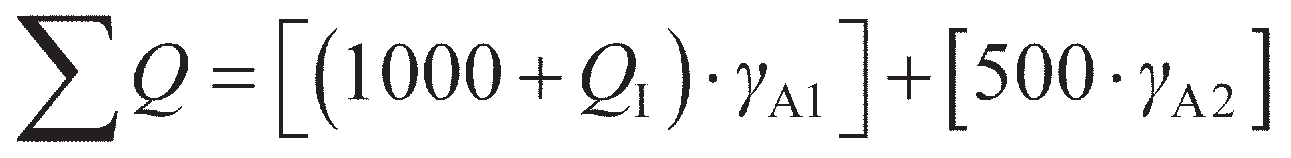 ∑Q = [(1000 + Q_I) · γ_A1] + [500 · γ_A2]